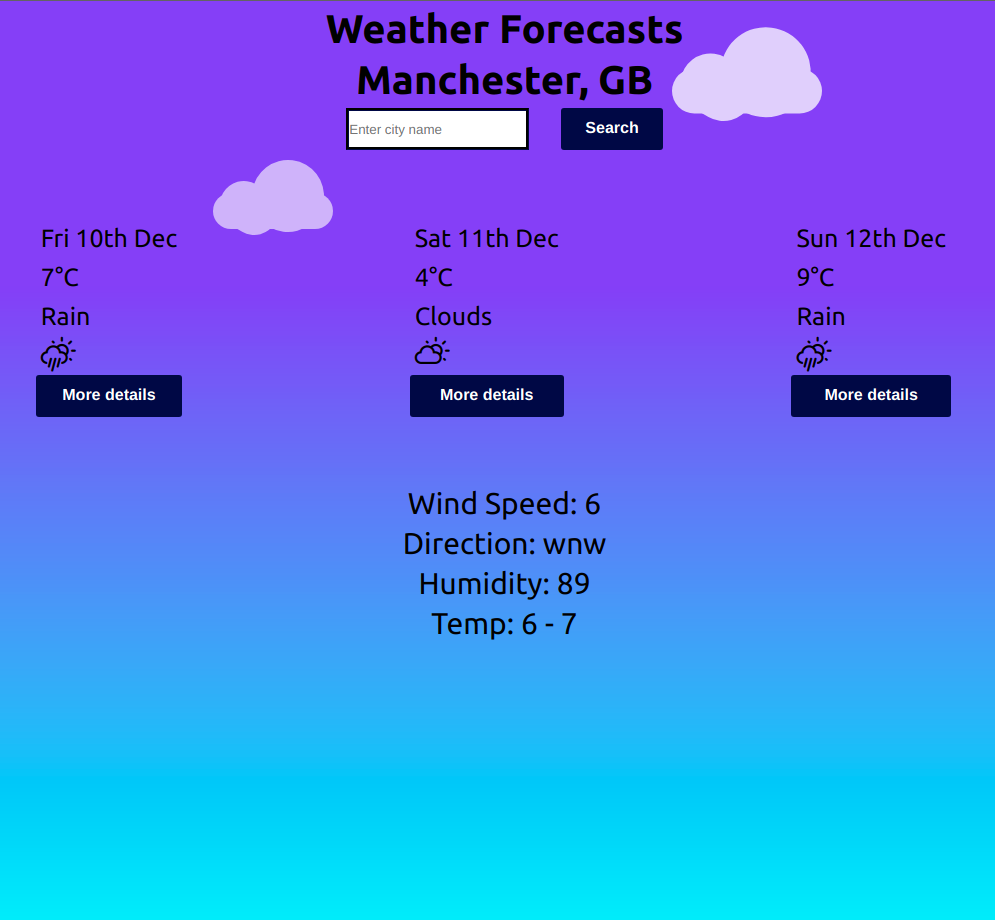 Weather Forecasts
Manchester, GB
Enter city name
Search
Fri 10th Dec
7°C
Rain
More details
Sat 11th Dec
4°C
Clouds
More details
Sun 12th Dec
9°C
Rain
More details
Wind Speed: 6
Direction: wnw
Humidity: 89
Temp: 6 - 7